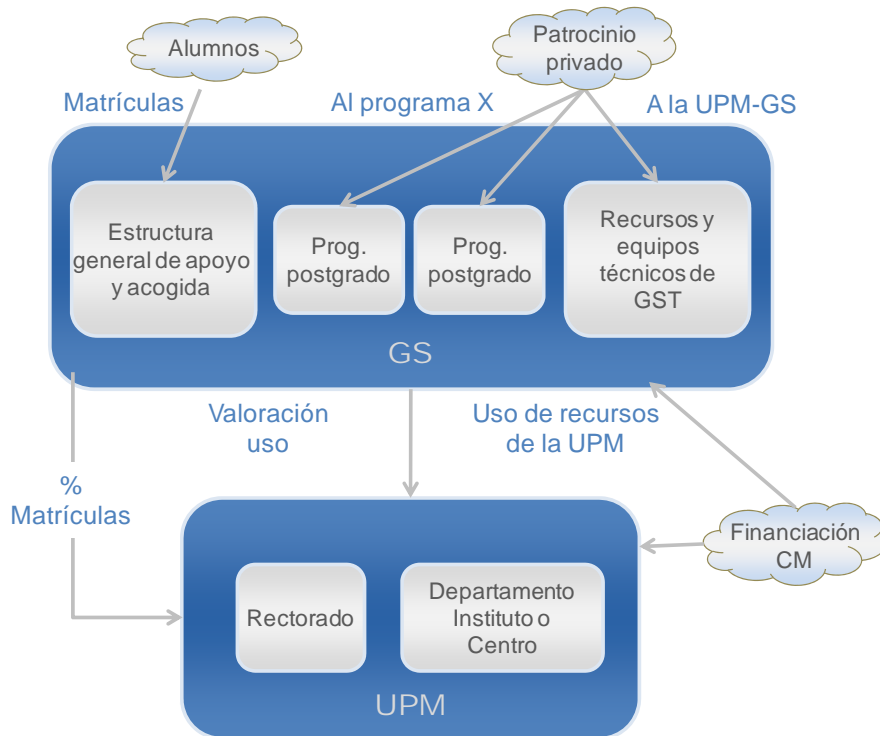 Alumnos
Patrocinio
privado
Matrículas
Al programa X
A la UPM-GS
Estructura
general de apoyo
y acogida
Prog.
postgrado
Prog.
postgrado
Recursos y
equipos
técnicos de
GST
GS
Valoración
uso
Uso de recursos
de la UPM
%
Matrículas
Financiación
CM
Rectorado
Departamento
Instituto o
Centro
UPM